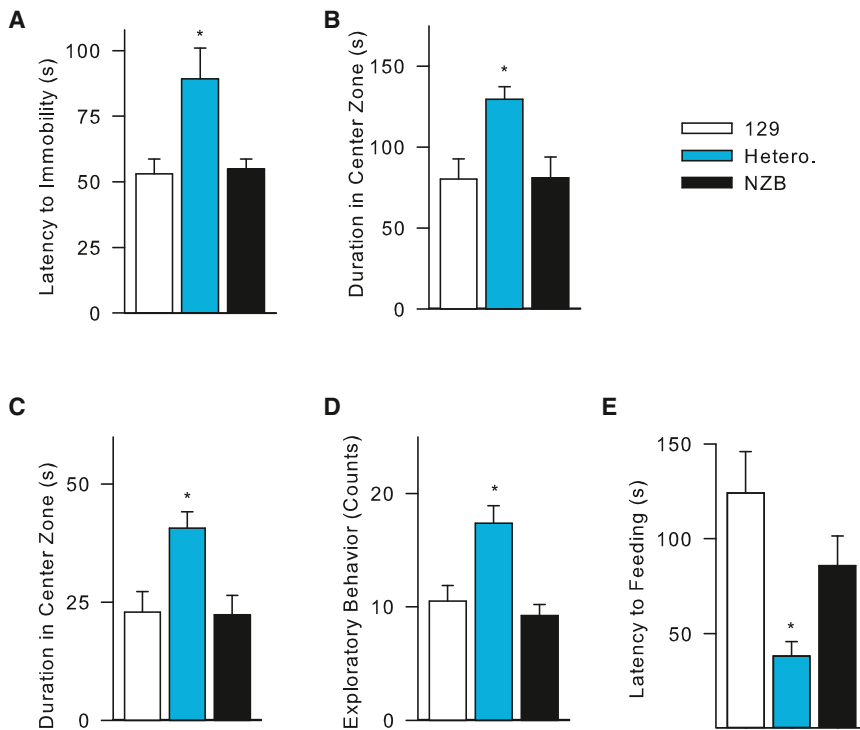 A
Latency to Immobility (s)
100
75
50
25
0
*
B
Duration in Center Zone (s)
150
100
50
0
*
129
Hetero.
NZB
C
Duration in Center Zone (s)
50
25
0
*
D
Exploratory Behavior (Counts)
20
10
0
*
E
Latency to Feeding (s)
150
100
50
*